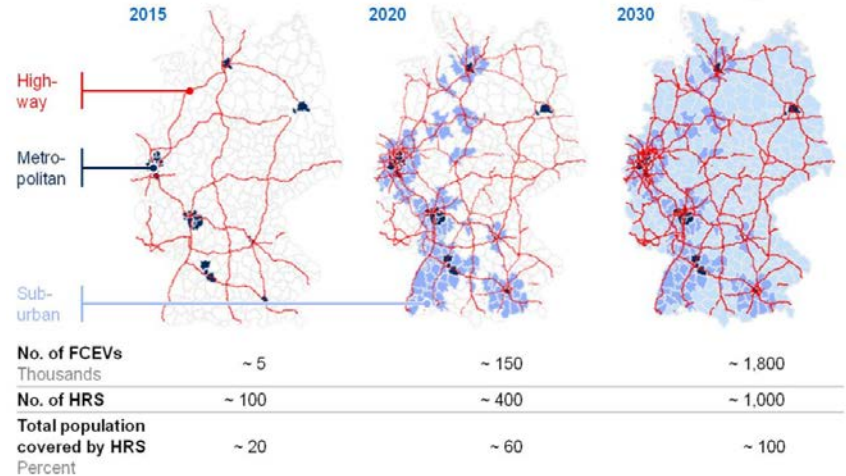 2015 2020 2030
High-
way
Metro-
politan
Sub-
urban
No. of FCEVs
Thousands
~ 5 ~ 150 ~ 1,800
No. of HRS ~ 100 ~ 400 ~ 1,000
Total population
covered by HRS
Percent
~ 20 ~ 60 ~ 100